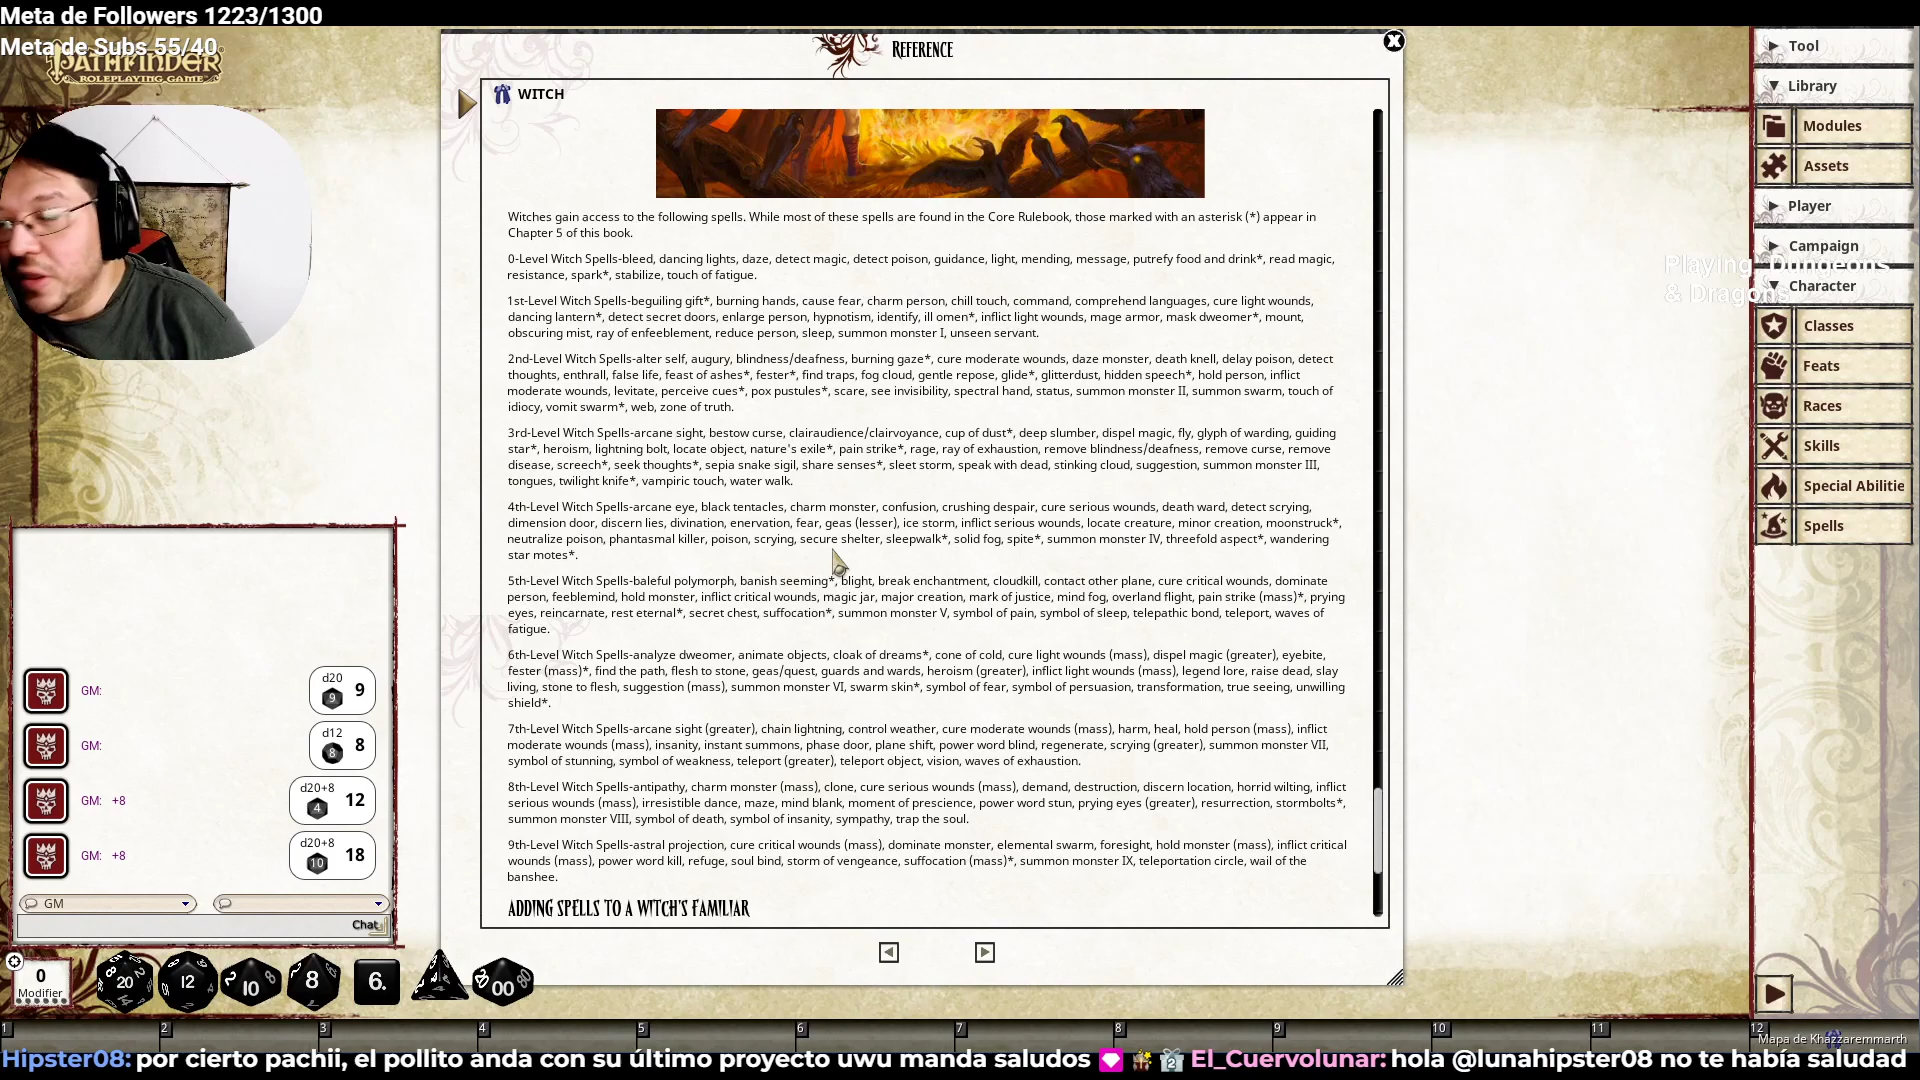 Meta de Followers 1223/1300
Meta de Subs 55/40
PATHFINDER
ROLEPLAYING GAME
REFERENCE
WITCH
Witches gain access to the following spells. While most of these spells are found in the Core Rulebook, those marked with an asterisk (*) appear in
Chapter 5 of this book.
0-Level Witch Spells-bleed, dancing lights, daze, detect magic, detect poison, guidance, light, mending, message, putrefy food and drink*, read magic,
resistance, spark*, stabilize, touch of fatigue.
1st-Level Witch Spells-beguiling gift*, burning hands, cause fear, charm person, chill touch, command, comprehend languages, cure light wounds,
dancing lantern*, detect secret doors, enlarge person, hypnotism, identify, ill omen*, inflict light wounds, mage armor, mask dweomer*, mount,
obscuring mist, ray of enfeeblement, reduce person, sleep, summon monster I, unseen servant.
2nd-Level Witch Spells-alter self, augury, blindness/deafness, burning gaze*, cure moderate wounds, daze monster, death knell, delay poison, detect
thoughts, enthrall, false life, feast of ashes*, fester*, find traps, fog cloud, gentle repose, glide*, glitterdust, hidden speech*, hold person, inflict
moderate wounds, levitate, perceive cues*, pox pustules*, scare, see invisibility, spectral hand, status, summon monster II, summon swarm, touch of
idiocy, vomit swarm*, web, zone of truth.
3rd-Level Witch Spells-arcane sight, bestow curse, clairaudience/clairvoyance, cup of dust*, deep slumber, dispel magic, fly, glyph of warding, guiding
star*, heroism, lightning bolt, locate object, nature's exile*, pain strike*, rage, ray of exhaustion, remove blindness/deafness, remove curse, remove
disease, screech*, seek thoughts*, sepia snake sigil, share senses*, sleet storm, speak with dead, stinking cloud, suggestion, summon monster III,
tongues, twilight knife*, vampiric touch, water walk.
4th-Level Witch Spells-arcane eye, black tentacles, charm monster, confusion, crushing despair, cure serious wounds, death ward, detect scrying,
dimension door, discern lies, divination, enervation, fear, geas (lesser), ice storm, inflict serious wounds, locate creature, minor creation, moonstruck*,
neutralize poison, phantasmal killer, poison, scrying, secure shelter, sleepwalk*, solid fog, spite*, summon monster IV, threefold aspect*, wandering
star motes*.
5th-Level Witch Spells-baleful polymorph, banish seeming*, blight, break enchantment, cloudkill, contact other plane, cure critical wounds, dominate
person, feeblemind, hold monster, inflict critical wounds, magic jar, major creation, mark of justice, mind fog, overland flight, pain strike (mass)*, prying
eyes, reincarnate, rest eternal*, secret chest, suffocation*, summon monster V, symbol of pain, symbol of sleep, telepathic bond, teleport, waves of
fatigue.
6th-Level Witch Spells-analyze dweomer, animate objects, cloak of dreams*, cone of cold, cure light wounds (mass), dispel magic (greater), eyebite,
fester (mass)*, find the path, flesh to stone, geas/quest, guards and wards, heroism (greater), inflict light wounds (mass), legend lore, raise dead, slay
living, stone to flesh, suggestion (mass), summon monster VI, swarm skin*, symbol of fear, symbol of persuasion, transformation, true seeing, unwilling
shield*.
7th-Level Witch Spells-arcane sight (greater), chain lightning, control weather, cure moderate wounds (mass), harm, heal, hold person (mass), inflict
moderate wounds (mass), insanity, instant summons, phase door, plane shift, power word blind, regenerate, scrying (greater), summon monster VII,
symbol of stunning, symbol of weakness, teleport (greater), teleport object, vision, waves of exhaustion.
8th-Level Witch Spells-antipathy, charm monster (mass), clone, cure serious wounds (mass), demand, destruction, discern location, horrid wilting, inflict
serious wounds (mass), irresistible dance, maze, mind blank, moment of prescience, power word stun, prying eyes (greater), resurrection, stormbolts*,
summon monster VIII, symbol of death, symbol of insanity, sympathy, trap the soul.
9th-Level Witch Spells-astral projection, cure critical wounds (mass), dominate monster, elemental swarm, foresight, hold monster (mass), inflict critical
wounds (mass), power word kill, refuge, soul bind, storm of vengeance, suffocation (mass)*, summon monster IX, teleportation circle, wail of the
banshee.
ADDING SPELLS TO A WITCH'S FAMILIAR
Tool
Library
Modules
Assets
Player
Campaign
Playing: Dungeons
& Dragons
Character
Classes
Feats
Races
Skills
Special Abilitie
Spells
GM:
d20
9
9
GM:
d12
8
8
GM: +8
d20+8
4
12
GM: +8
d20+8
10
18
GM
Chat
0
Modifier
20
12
10
8
6.
00
1 2 3 4 5 6 7 8 9 10 11 12
Mapa de Khazzaremmarth
Hipster08: por cierto pachii, el pollito anda con su último proyecto uwu manda saludos 2 El_Cuervolunar: hola @lunahipster08 no te había saludad